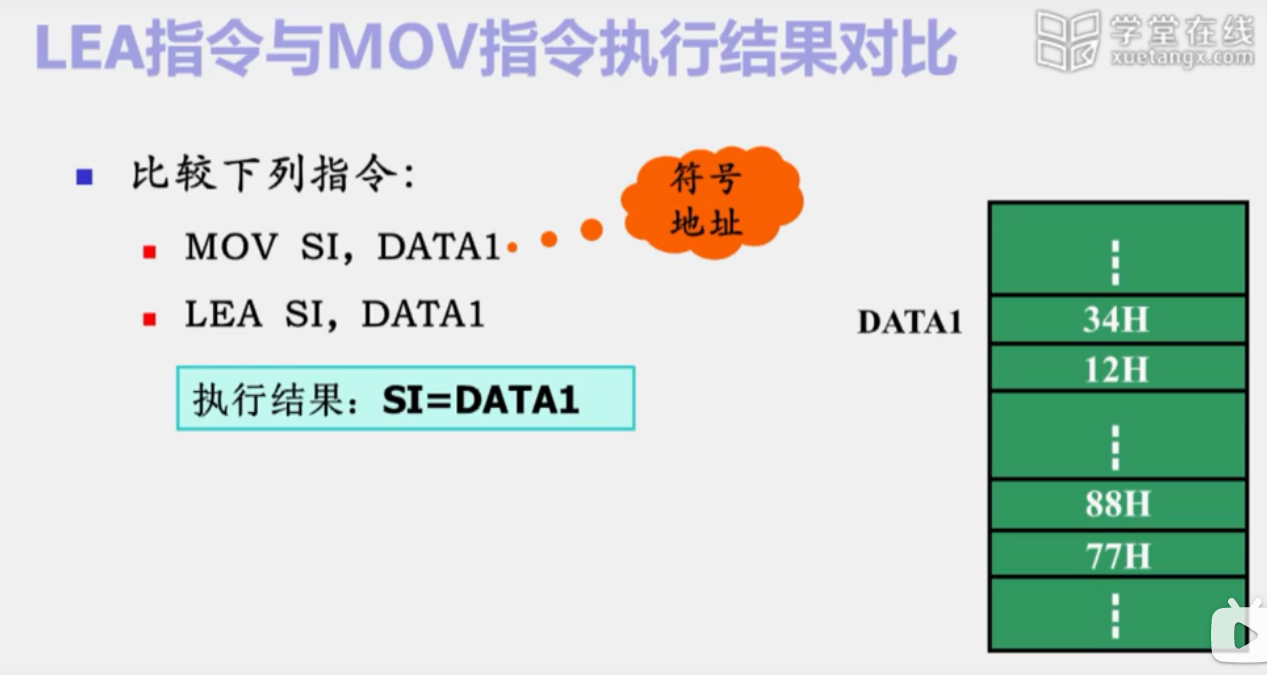 LEA指令与MOV指令执行结果对比
学堂在线
xuetangx.com
比较下列指令：
符号
地址
MOV SI，DATA1
LEA SI，DATA1
执行结果：SI=DATA1
DATA1
34H
12H
88H
77H